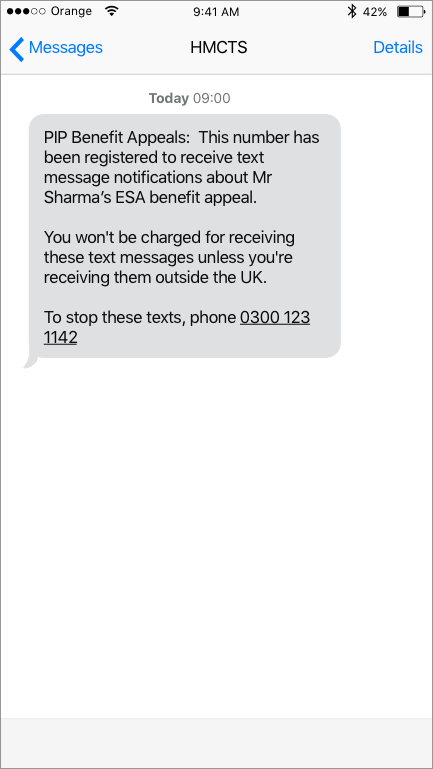 Orange 9:41 AM 42%
Messages HMCTS Details
Today 09:00
PIP Benefit Appeals:  This number has
been registered to receive text
message notifications about Mr
Sharma’s ESA benefit appeal.
You won't be charged for receiving
these text messages unless you're
receiving them outside the UK.
To stop these texts, phone 0300 123
1142